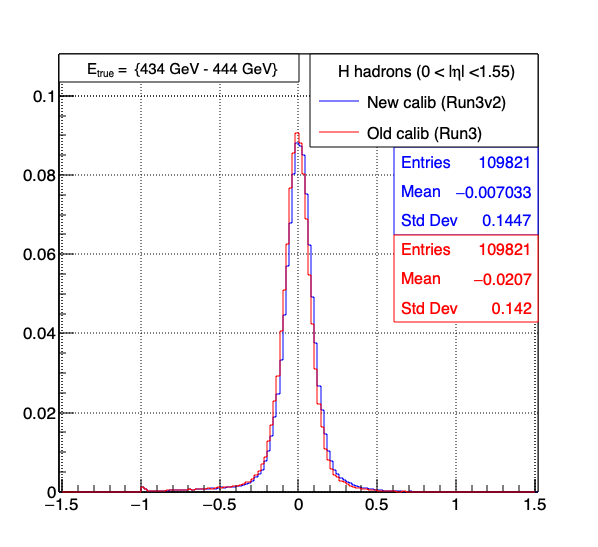 E_true = {434 GeV - 444 GeV}
H hadrons (0 < |η| <1.55)
New calib (Run3v2)
Old calib (Run3)
Entries 109821
Mean −0.007033
Std Dev 0.1447
Entries 109821
Mean −0.0207
Std Dev 0.142
0.1
0.08
0.06
0.04
0.02
0
−1.5 −1 −0.5 0 0.5 1 1.5